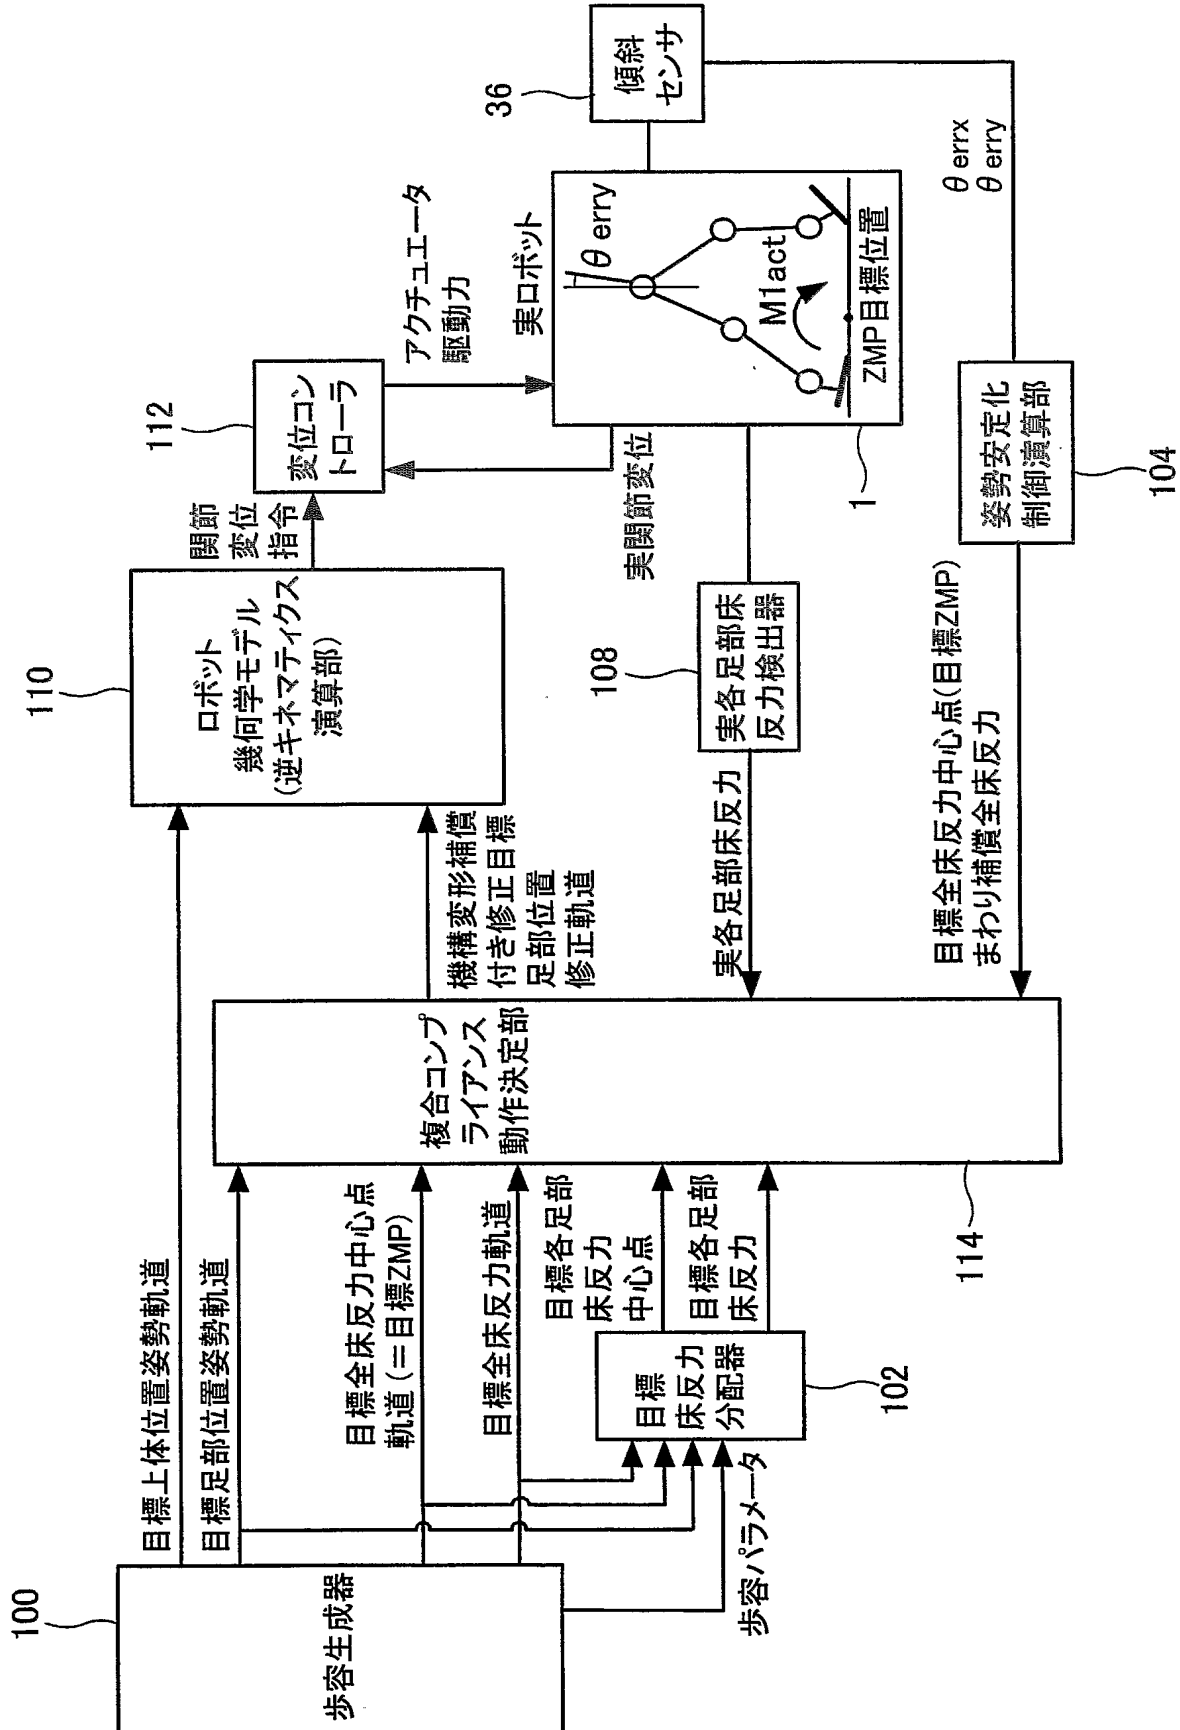 100
歩容生成器
目標上体位置姿勢軌道
目標足部位置姿勢軌道
目標全床反力中心点
軌道(=目標ZMP)
目標全床反力軌道
歩容パラメータ
目標
床反力
分配器
102
目標各足部
床反力
中心点
目標各足部
床反力
複合コンプ
ライアンス
動作決定部
114
機構変形補償
付き修正目標
足部位置
修正軌道
110
ロボット
幾何学モデル
(逆キネマティクス
演算部)
関節
変位
指令
112
変位コン
トローラ
アクチュエータ
駆動力
実関節変位
実ロボット
θerry
M1act
ZMP目標位置
1
36
傾斜
センサ
θerrx
θerry
実各足部床
反力検出器
108
実各足部床反力
姿勢安定化
制御演算部
104
目標全床反力中心点(目標ZMP)
まわり補償全床反力